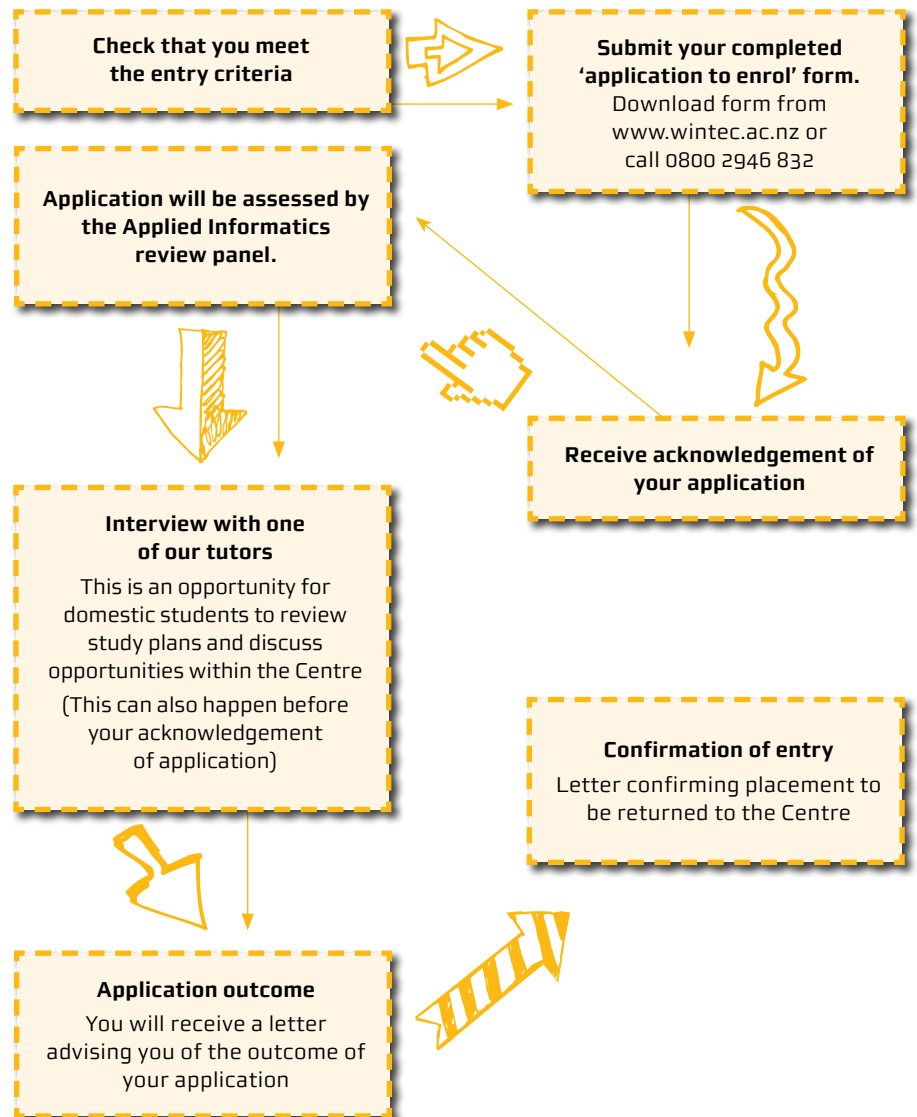 Check that you meet
the entry criteria
Submit your completed
‘application to enrol’ form.
Download form from
www.wintec.ac.nz or
call 0800 2946 832
Receive acknowledgement of
your application
Application will be assessed by
the Applied Informatics
review panel.
Interview with one
of our tutors
This is an opportunity for
domestic students to review
study plans and discuss
opportunities within the Centre
(This can also happen before
your acknowledgement
of application)
Application outcome
You will receive a letter
advising you of the outcome of
your application
Confirmation of entry
Letter confirming placement to
be returned to the Centre